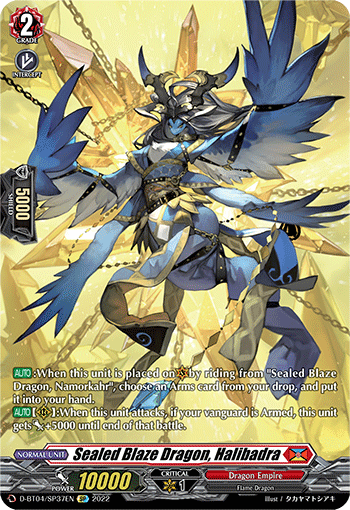 2
GRADE
INTERCEPT
5000
SHIELD
AUTO:When this unit is placed on by riding from "Sealed Blaze
Dragon, Namorkahr", choose an Arms card from your drop, and put
it into your hand.
AUTO[ ]:When this unit attacks, if your vanguard is Armed, this unit
gets +5000 until end of that battle.
NORMAL UNIT Sealed Blaze Dragon, Halibadra
POWER 10000 CRITICAL 1 Dragon Empire
Flame Dragon
D-BT04/SP37EN SP 2022 Illust / タカヤマトシアキ